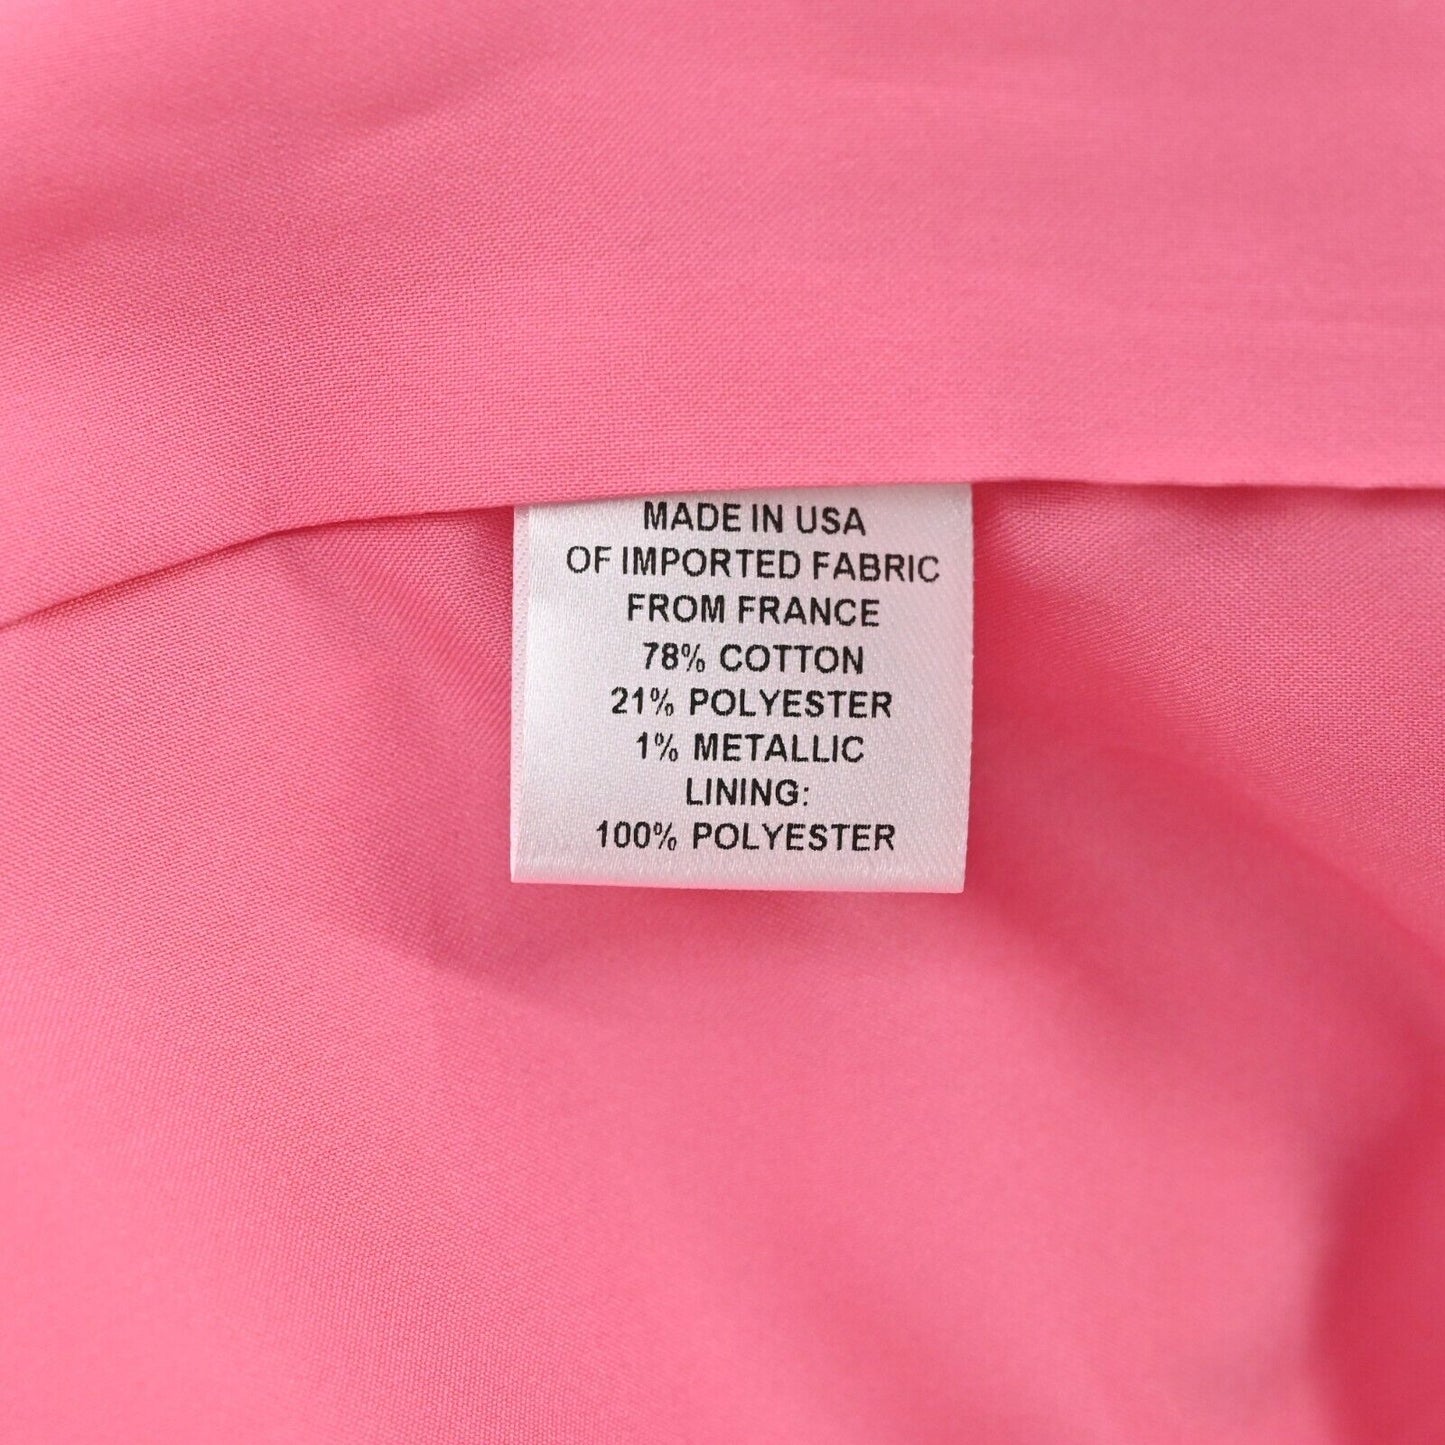 MADE IN USA
OF IMPORTED FABRIC
FROM FRANCE
78% COTTON
21% POLYESTER
1% METALLIC
LINING:
100% POLYESTER